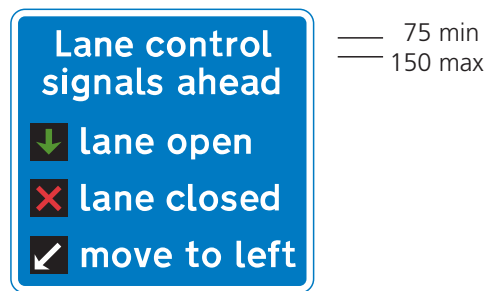 Lane control
signals ahead
lane open
lane closed
move to left
75 min
150 max